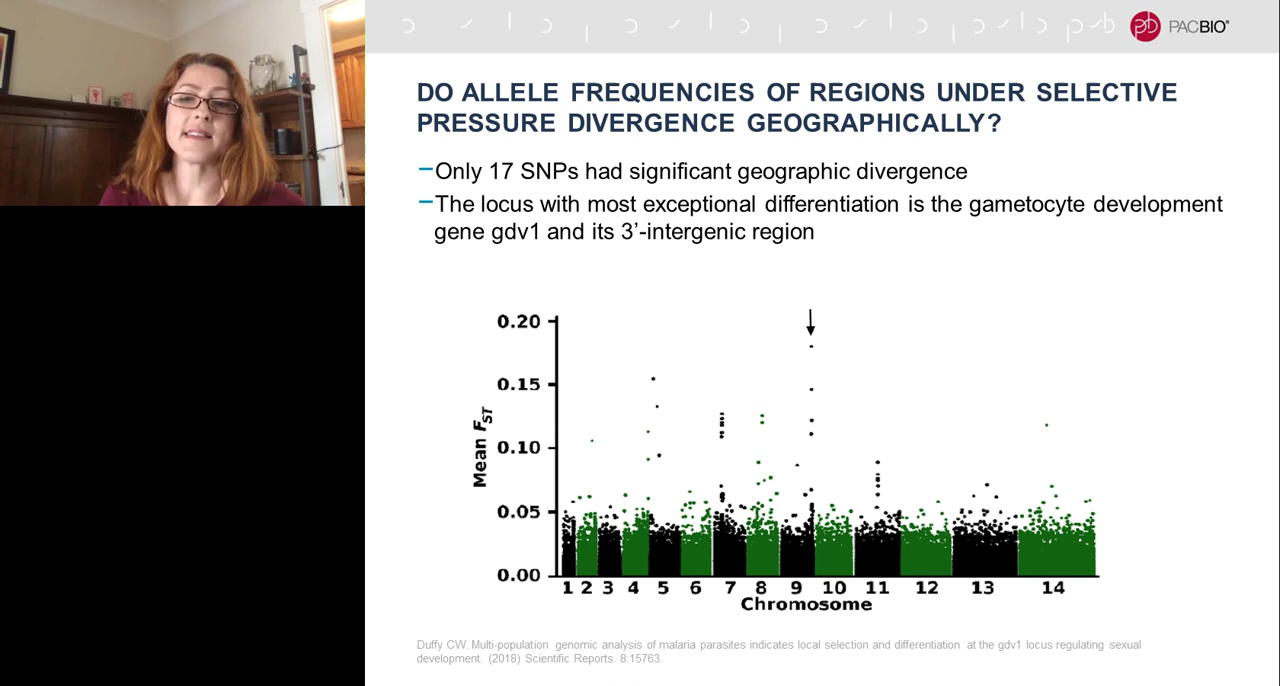 PACBIO®
DO ALLELE FREQUENCIES OF REGIONS UNDER SELECTIVE
PRESSURE DIVERGENCE GEOGRAPHICALLY?
–Only 17 SNPs had significant geographic divergence
–The locus with most exceptional differentiation is the gametocyte development
gene gdv1 and its 3’-intergenic region
0.20
0.15
0.10
0.05
0.00
Mean FST
1 2 3 4 5 6 7 8 9 10 11 12 13 14
Chromosome
Duffy CW. Multi-population genomic analysis of malaria parasites indicates local selection and differentiation at the gdv1 locus regulating sexual
development. (2018) Scientific Reports. 8:15763.